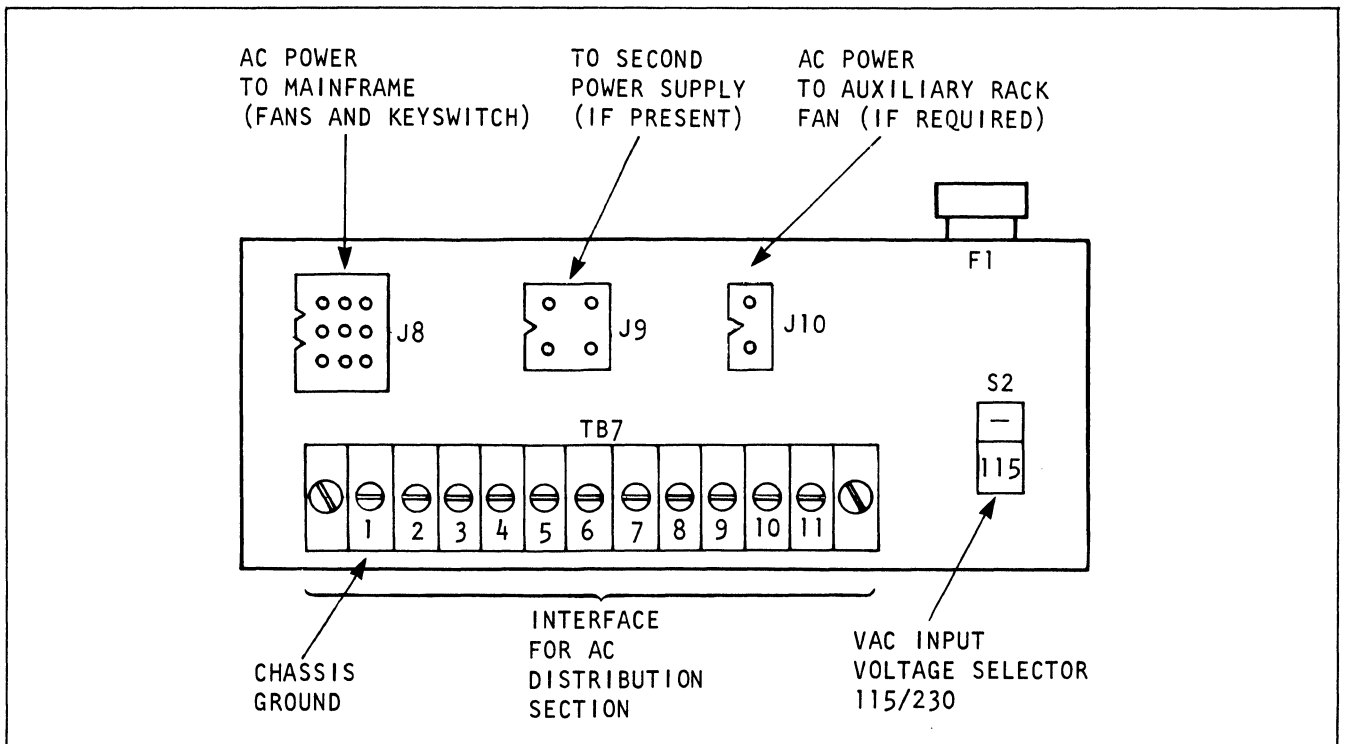 AC POWER
TO MAINFRAME
(FANS AND KEYSWITCH)
TO SECOND
POWER SUPPLY
(IF PRESENT)
AC POWER
TO AUXILIARY RACK
FAN (IF REQUIRED)
F1
J8
J9
J10
S2
–
115
TB7
1 2 3 4 5 6 7 8 9 10 11
CHASSIS
GROUND
INTERFACE
FOR AC
DISTRIBUTION
SECTION
VAC INPUT
VOLTAGE SELECTOR
115/230